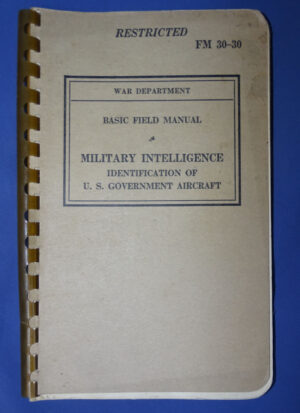 RESTRICTED
FM 30-30
WAR DEPARTMENT
BASIC FIELD MANUAL
MILITARY INTELLIGENCE
IDENTIFICATION OF
U. S. GOVERNMENT AIRCRAFT